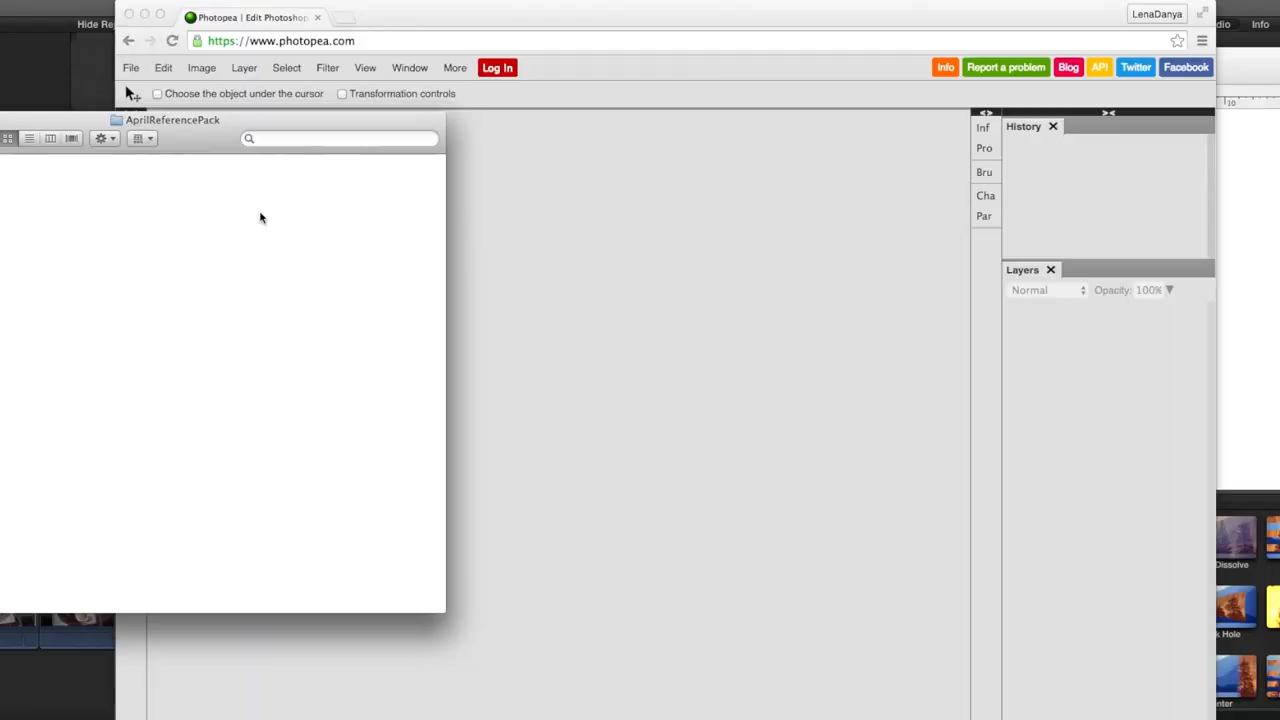 Hide Re
Photopea | Edit Photoshop
LenaDanya
dio
Info
https://www.photopea.com
File Edit Image Layer Select Filter View Window More Log In
Info Report a problem Blog API Twitter Facebook
Choose the object under the cursor Transformation controls
10
AprilReferencePack
Inf
Pro
Bru
Cha
Par
History
Layers
Normal Opacity: 100%
Dissolve
k Hole
nter